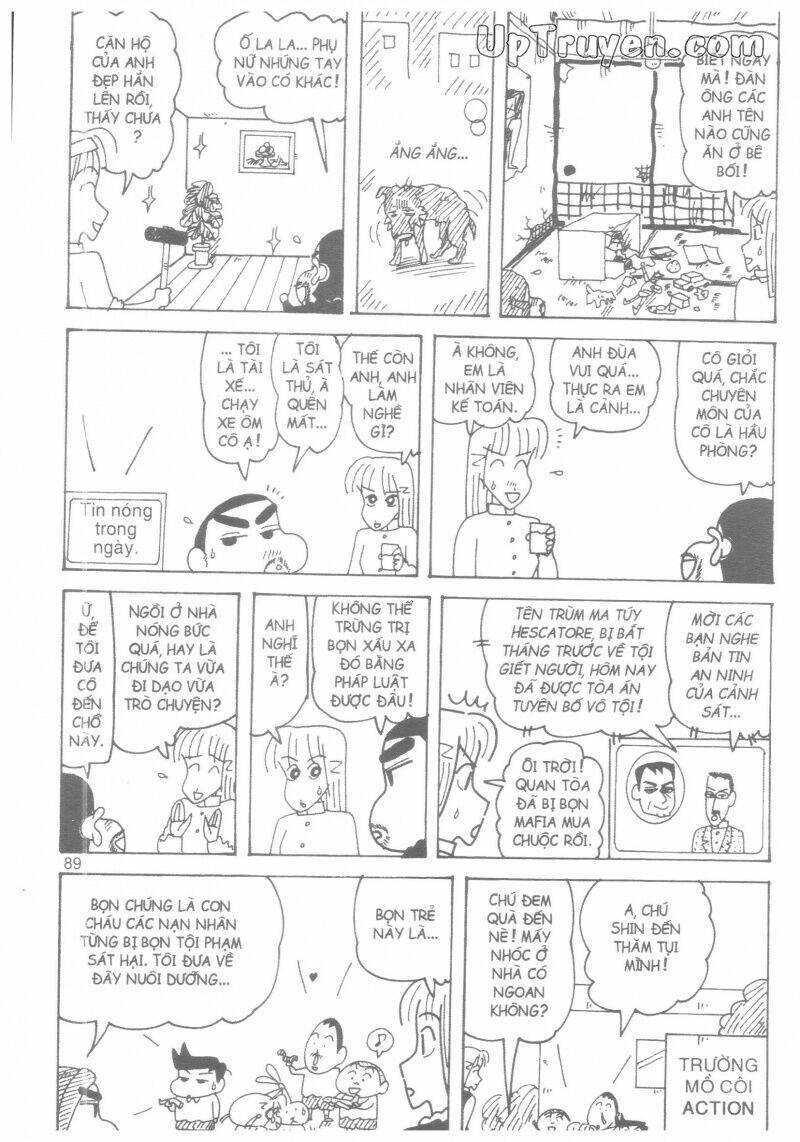 UpTruyen.com
BIẾT NGAY
MÀ! ĐÀN
ÔNG CÁC
ANH TÊN
NÀO CŨNG
ĂN Ở BÊ
BỐI!
ẲNG ẲNG...
Ố LA LA... PHỤ
NỮ NHÚNG TAY
VÀO CÓ KHÁC!
CĂN HỘ
CỦA ANH
ĐẸP HẲN
LÊN RỒI,
THẤY CHƯA
?
CÔ GIỎI
QUÁ, CHẮC
CHUYÊN
MÔN CỦA
CÔ LÀ HẦU
PHÒNG?
ANH ĐÙA
VUI QUÁ...
THỰC RA EM
LÀ CẢNH...
À KHÔNG,
EM LÀ
NHÂN VIÊN
KẾ TOÁN.
THẾ CÒN
ANH, ANH
LÀM
NGHỀ
GÌ?
TÔI
LÀ SÁT
THỦ, À
QUÊN
MẤT...
... TÔI
LÀ TÀI
XẾ...
CHẠY
XE ÔM
CÔ Ạ!
Tin nóng
trong
ngày.
MỜI CÁC
BẠN NGHE
BẢN TIN
AN NINH
CỦA CẢNH
SÁT...
TÊN TRÙM MA TÚY
HESCATORE, BỊ BẮT
THÁNG TRƯỚC VỀ TỘI
GIẾT NGƯỜI, HÔM NAY
ĐÃ ĐƯỢC TÒA ÁN
TUYÊN BỐ VÔ TỘI!
ÔI TRỜI!
QUAN TÒA
ĐÃ BỊ BỌN
MAFIA MUA
CHUỘC RỒI.
KHÔNG THỂ
TRỪNG TRỊ
BỌN XẤU XA
ĐÓ BẰNG
PHÁP LUẬT
ĐƯỢC ĐÂU!
ANH
NGHĨ
THẾ
À?
NGỒI Ở NHÀ
NÓNG BỨC
QUÁ, HAY LÀ
CHÚNG TA VỪA
ĐI DẠO VỪA
TRÒ CHUYỆN?
Ừ,
ĐỂ
TÔI
ĐƯA
CÔ
ĐẾN
CHỖ
NÀY.
89
A, CHÚ
SHIN ĐẾN
THĂM TỤI
MÌNH!
CHÚ ĐEM
QUÀ ĐẾN
NÈ! MẤY
NHÓC Ở
NHÀ CÓ
NGOAN
KHÔNG?
TRƯỜNG
MỒ CÔI
ACTION
BỌN TRẺ
NÀY LÀ...
BỌN CHÚNG LÀ CON
CHÁU CÁC NẠN NHÂN
TỪNG BỊ BỌN TỘI PHẠM
SÁT HẠI. TÔI ĐƯA VỀ
ĐÂY NUÔI DƯỠNG...